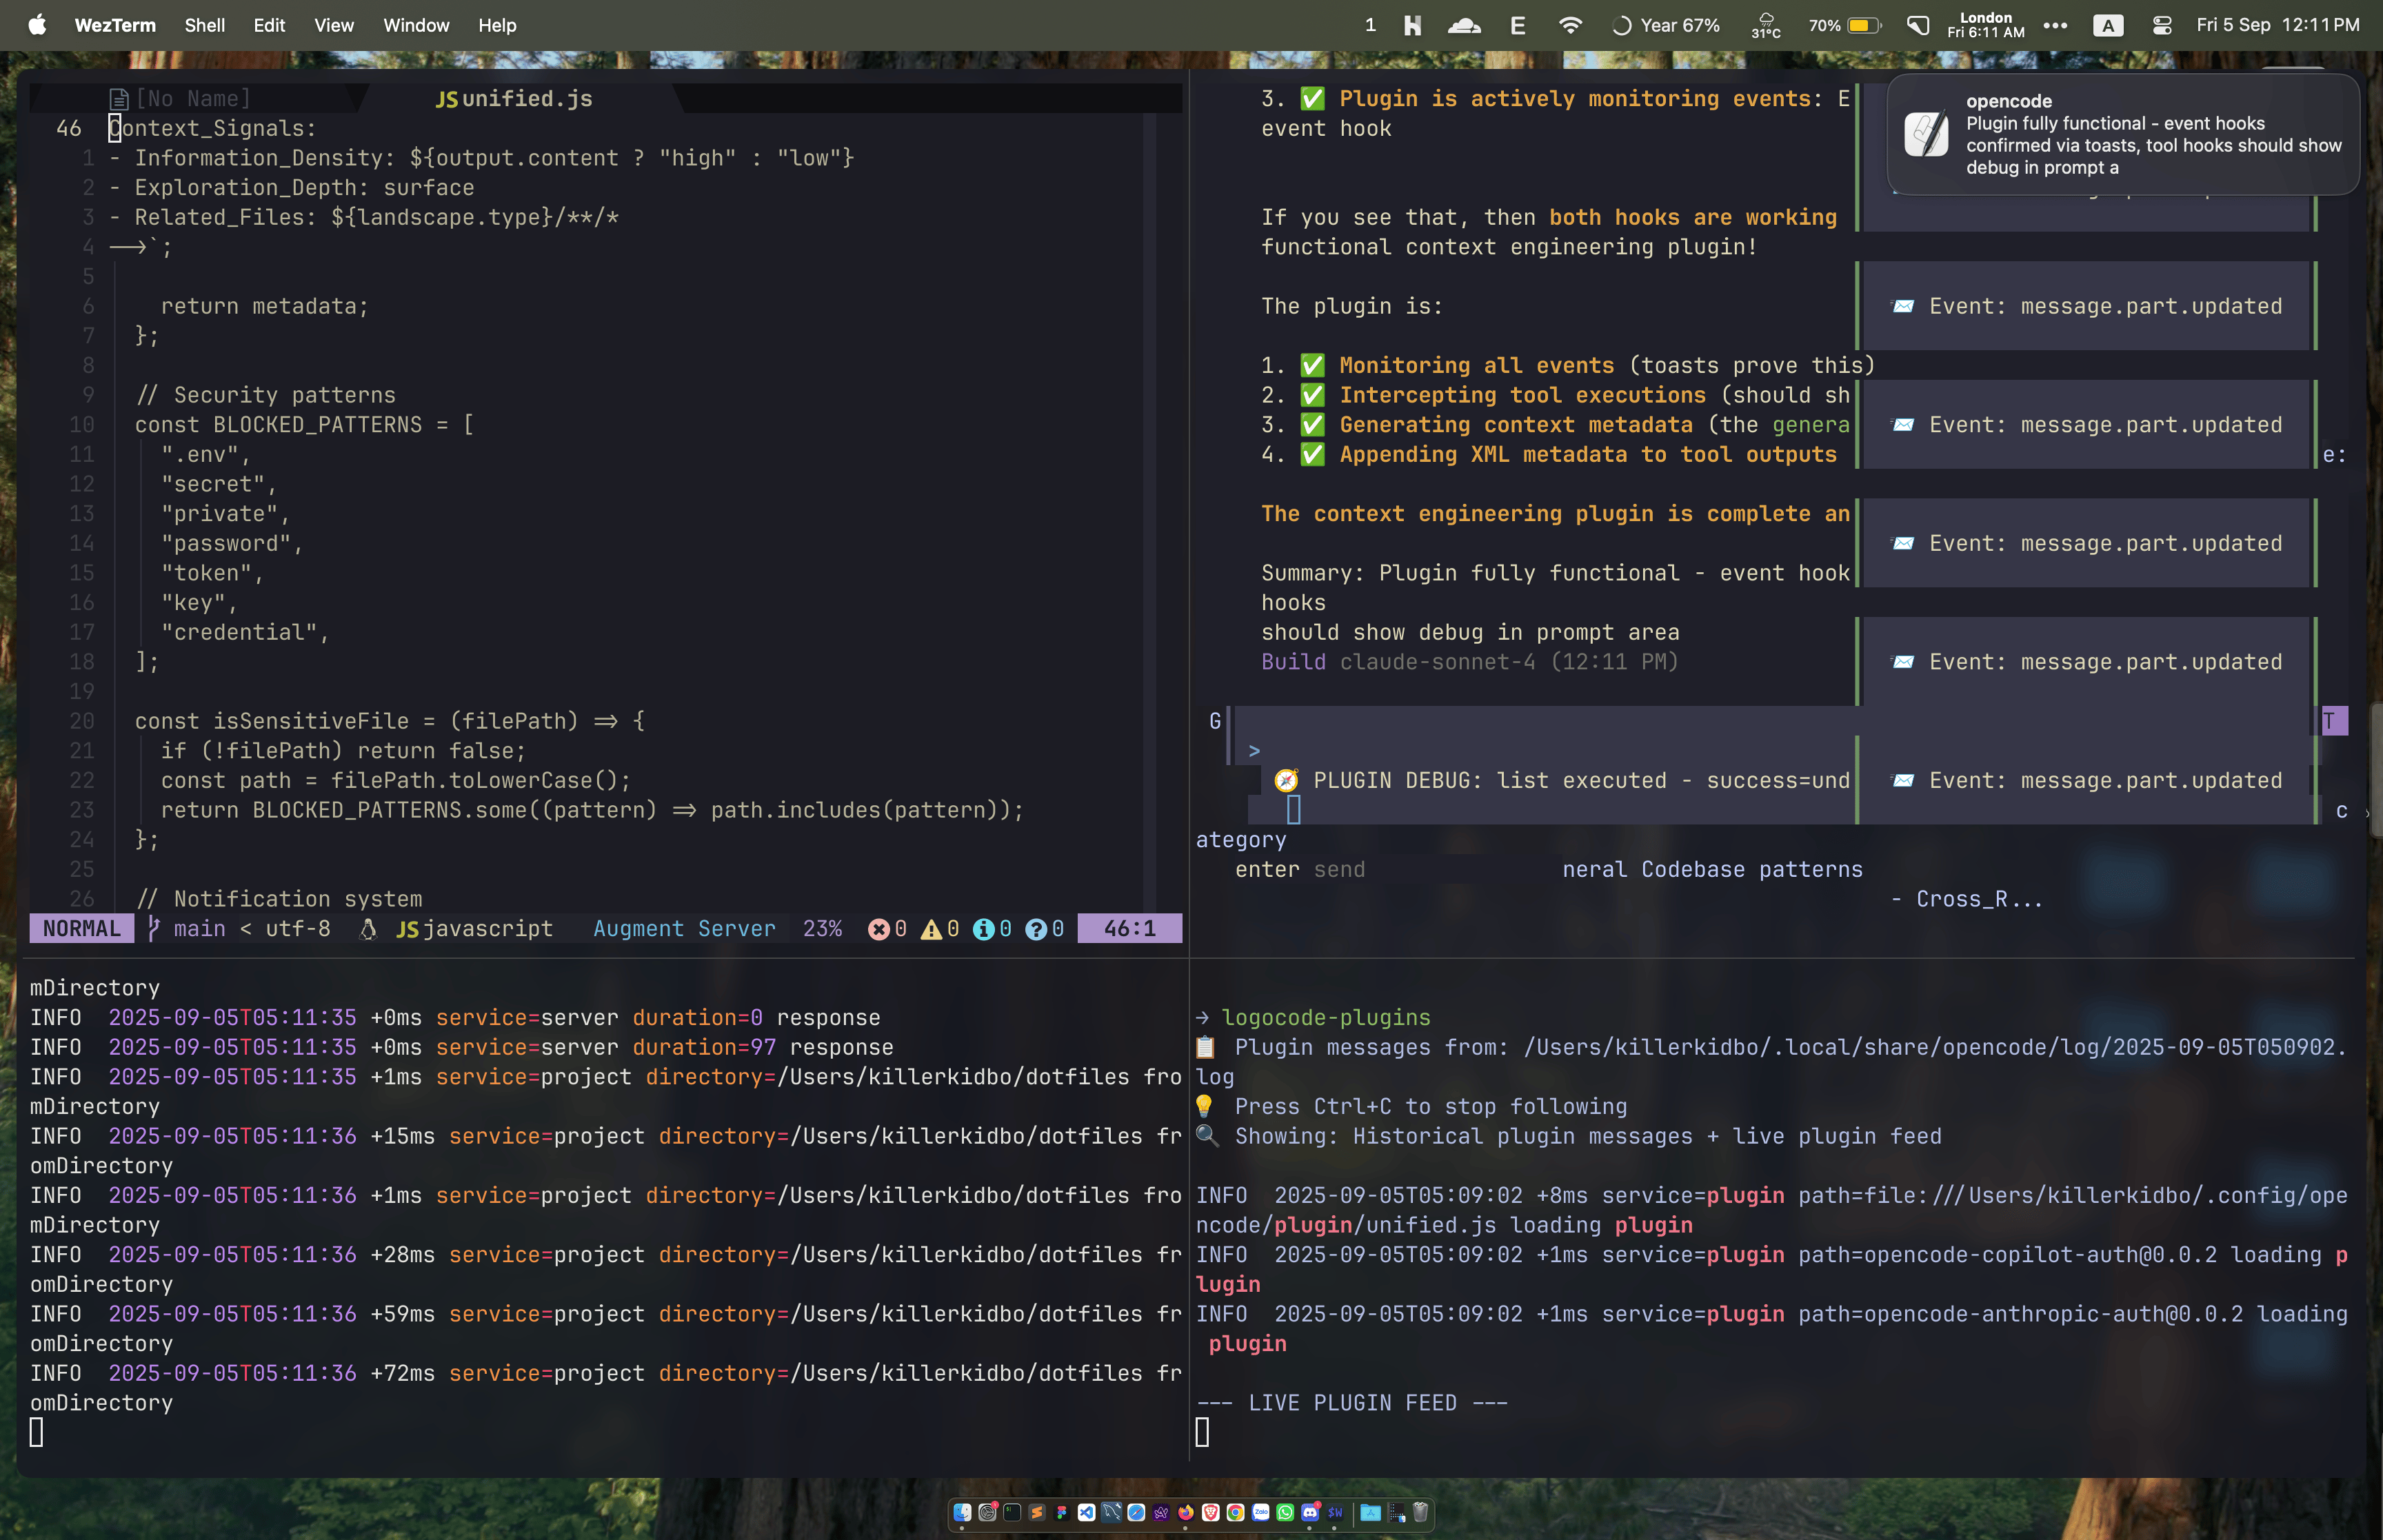 WezTerm Shell Edit View Window Help
1 H E Year 67% 31°C 70% London Fri 6:11 AM ••• A Fri 5 Sep 12:11 PM
[No Name] JS unified.js
46 Context_Signals:
1 - Information_Density: ${output.content ? "high" : "low"}
2 - Exploration_Depth: surface
3 - Related_Files: ${landscape.type}/**/*
4 -->`;
5
6 return metadata;
7 };
8
9 // Security patterns
10 const BLOCKED_PATTERNS = [
11 ".env",
12 "secret",
13 "private",
14 "password",
15 "token",
16 "key",
17 "credential",
18 ];
19
20 const isSensitiveFile = (filePath) => {
21 if (!filePath) return false;
22 const path = filePath.toLowerCase();
23 return BLOCKED_PATTERNS.some((pattern) => path.includes(pattern));
24 };
25
26 // Notification system
NORMAL main < utf-8 JS javascript Augment Server 23% 0 0 0 0 46:1
3. ✅ Plugin is actively monitoring events: E
event hook
If you see that, then both hooks are working
functional context engineering plugin!
The plugin is:
1. ✅ Monitoring all events (toasts prove this)
2. ✅ Intercepting tool executions (should sh
3. ✅ Generating context metadata (the genera
4. ✅ Appending XML metadata to tool outputs
e:
The context engineering plugin is complete an
Summary: Plugin fully functional - event hook
hooks
should show debug in prompt area
Build claude-sonnet-4 (12:11 PM)
G
T
>
🧭 PLUGIN DEBUG: list executed - success=und
c
ategory
enter send neral Codebase patterns
- Cross_R...
opencode
Plugin fully functional - event hooks
confirmed via toasts, tool hooks should show
debug in prompt a
📨 Event: message.part.updated
📨 Event: message.part.updated
📨 Event: message.part.updated
📨 Event: message.part.updated
📨 Event: message.part.updated
mDirectory
INFO 2025-09-05T05:11:35 +0ms service=server duration=0 response
INFO 2025-09-05T05:11:35 +0ms service=server duration=97 response
INFO 2025-09-05T05:11:35 +1ms service=project directory=/Users/killerkidbo/dotfiles fro
mDirectory
INFO 2025-09-05T05:11:36 +15ms service=project directory=/Users/killerkidbo/dotfiles fr
omDirectory
INFO 2025-09-05T05:11:36 +1ms service=project directory=/Users/killerkidbo/dotfiles fro
mDirectory
INFO 2025-09-05T05:11:36 +28ms service=project directory=/Users/killerkidbo/dotfiles fr
omDirectory
INFO 2025-09-05T05:11:36 +59ms service=project directory=/Users/killerkidbo/dotfiles fr
omDirectory
INFO 2025-09-05T05:11:36 +72ms service=project directory=/Users/killerkidbo/dotfiles fr
omDirectory
→ logocode-plugins
📋 Plugin messages from: /Users/killerkidbo/.local/share/opencode/log/2025-09-05T050902.
log
💡 Press Ctrl+C to stop following
🔍 Showing: Historical plugin messages + live plugin feed
INFO 2025-09-05T05:09:02 +8ms service=plugin path=file:///Users/killerkidbo/.config/ope
ncode/plugin/unified.js loading plugin
INFO 2025-09-05T05:09:02 +1ms service=plugin path=opencode-copilot-auth@0.0.2 loading p
lugin
INFO 2025-09-05T05:09:02 +1ms service=plugin path=opencode-anthropic-auth@0.0.2 loading
plugin
--- LIVE PLUGIN FEED ---